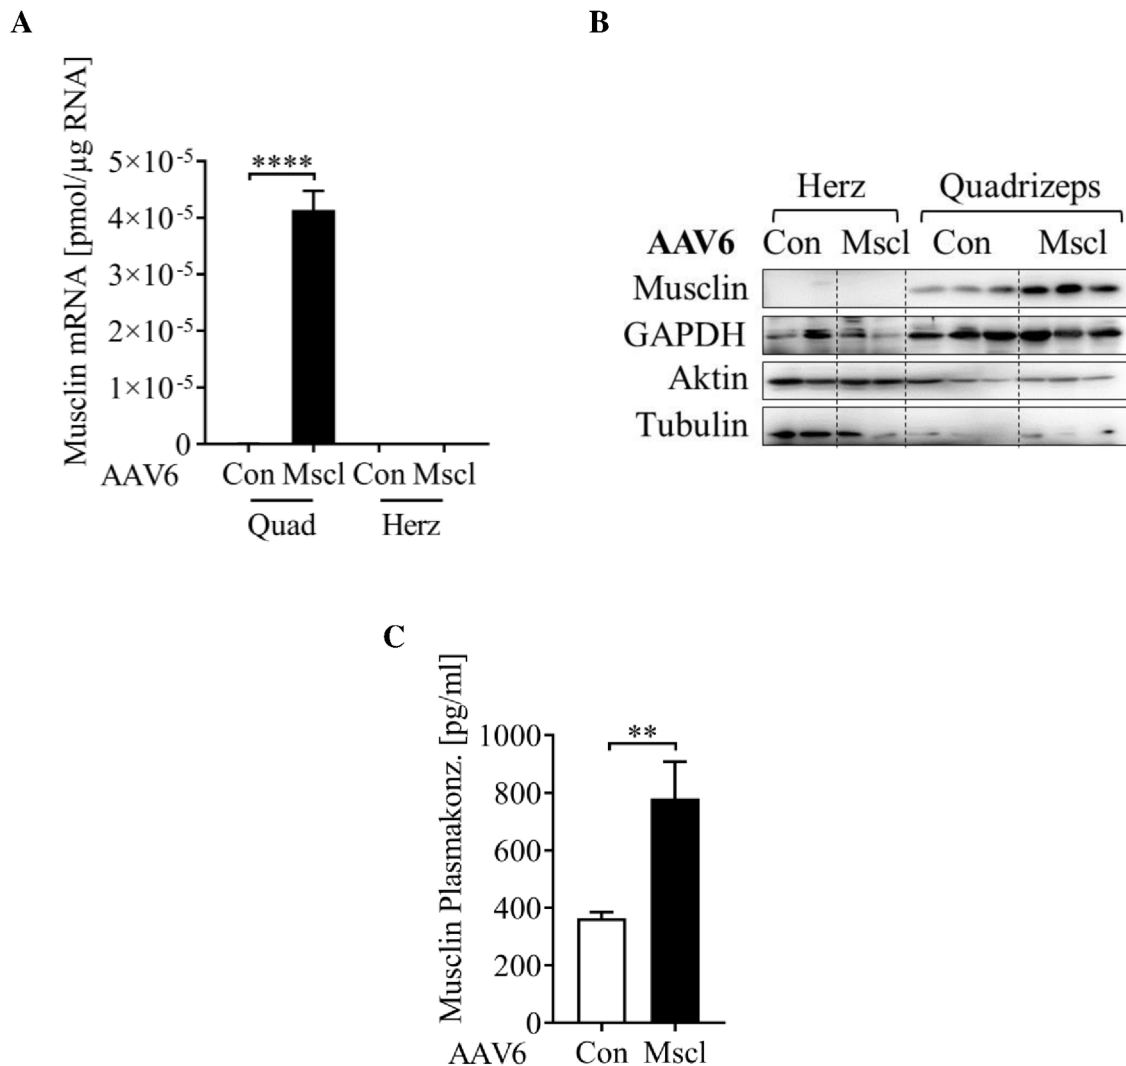 A
Musclin mRNA [pmol/µg RNA]
5×10⁻⁵
4×10⁻⁵
3×10⁻⁵
2×10⁻⁵
1×10⁻⁵
0
****
AAV6 Con Mscl Con Mscl
Quad Herz
B
Herz Quadrizeps
AAV6 Con Mscl Con Mscl
Musclin
GAPDH
Aktin
Tubulin
C
Musclin Plasmakonz. [pg/ml]
1000
800
600
400
200
0
**
AAV6 Con Mscl